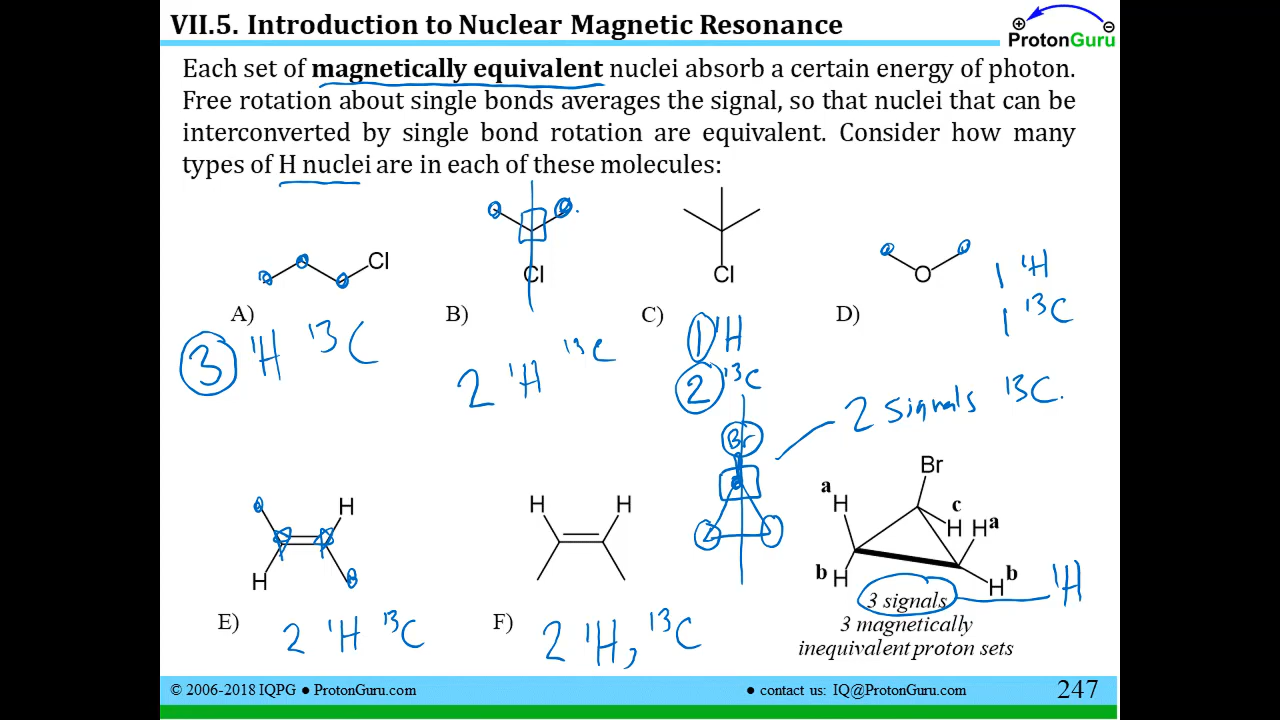 VII.5. Introduction to Nuclear Magnetic Resonance
⊕ ⊖
ProtonGuru
Each set of magnetically equivalent nuclei absorb a certain energy of photon.
Free rotation about single bonds averages the signal, so that nuclei that can be
interconverted by single bond rotation are equivalent. Consider how many
types of H nuclei are in each of these molecules:
Cl
A)
3 ¹H ¹³C
Cl
B)
2 ¹H ¹³C
Cl
C)
1 ¹H
2 ¹³C
O
D)
1 ¹H
1 ¹³C
H
H
E)
2 ¹H ¹³C
H H
F)
2 ¹H, ¹³C
Br
2 signals ¹³C.
Br
a
H
c
H
H a
b H
H b
3 signals ¹H
3 magnetically
inequivalent proton sets
© 2006-2018 IQPG ● ProtonGuru.com
● contact us: IQ@ProtonGuru.com
247